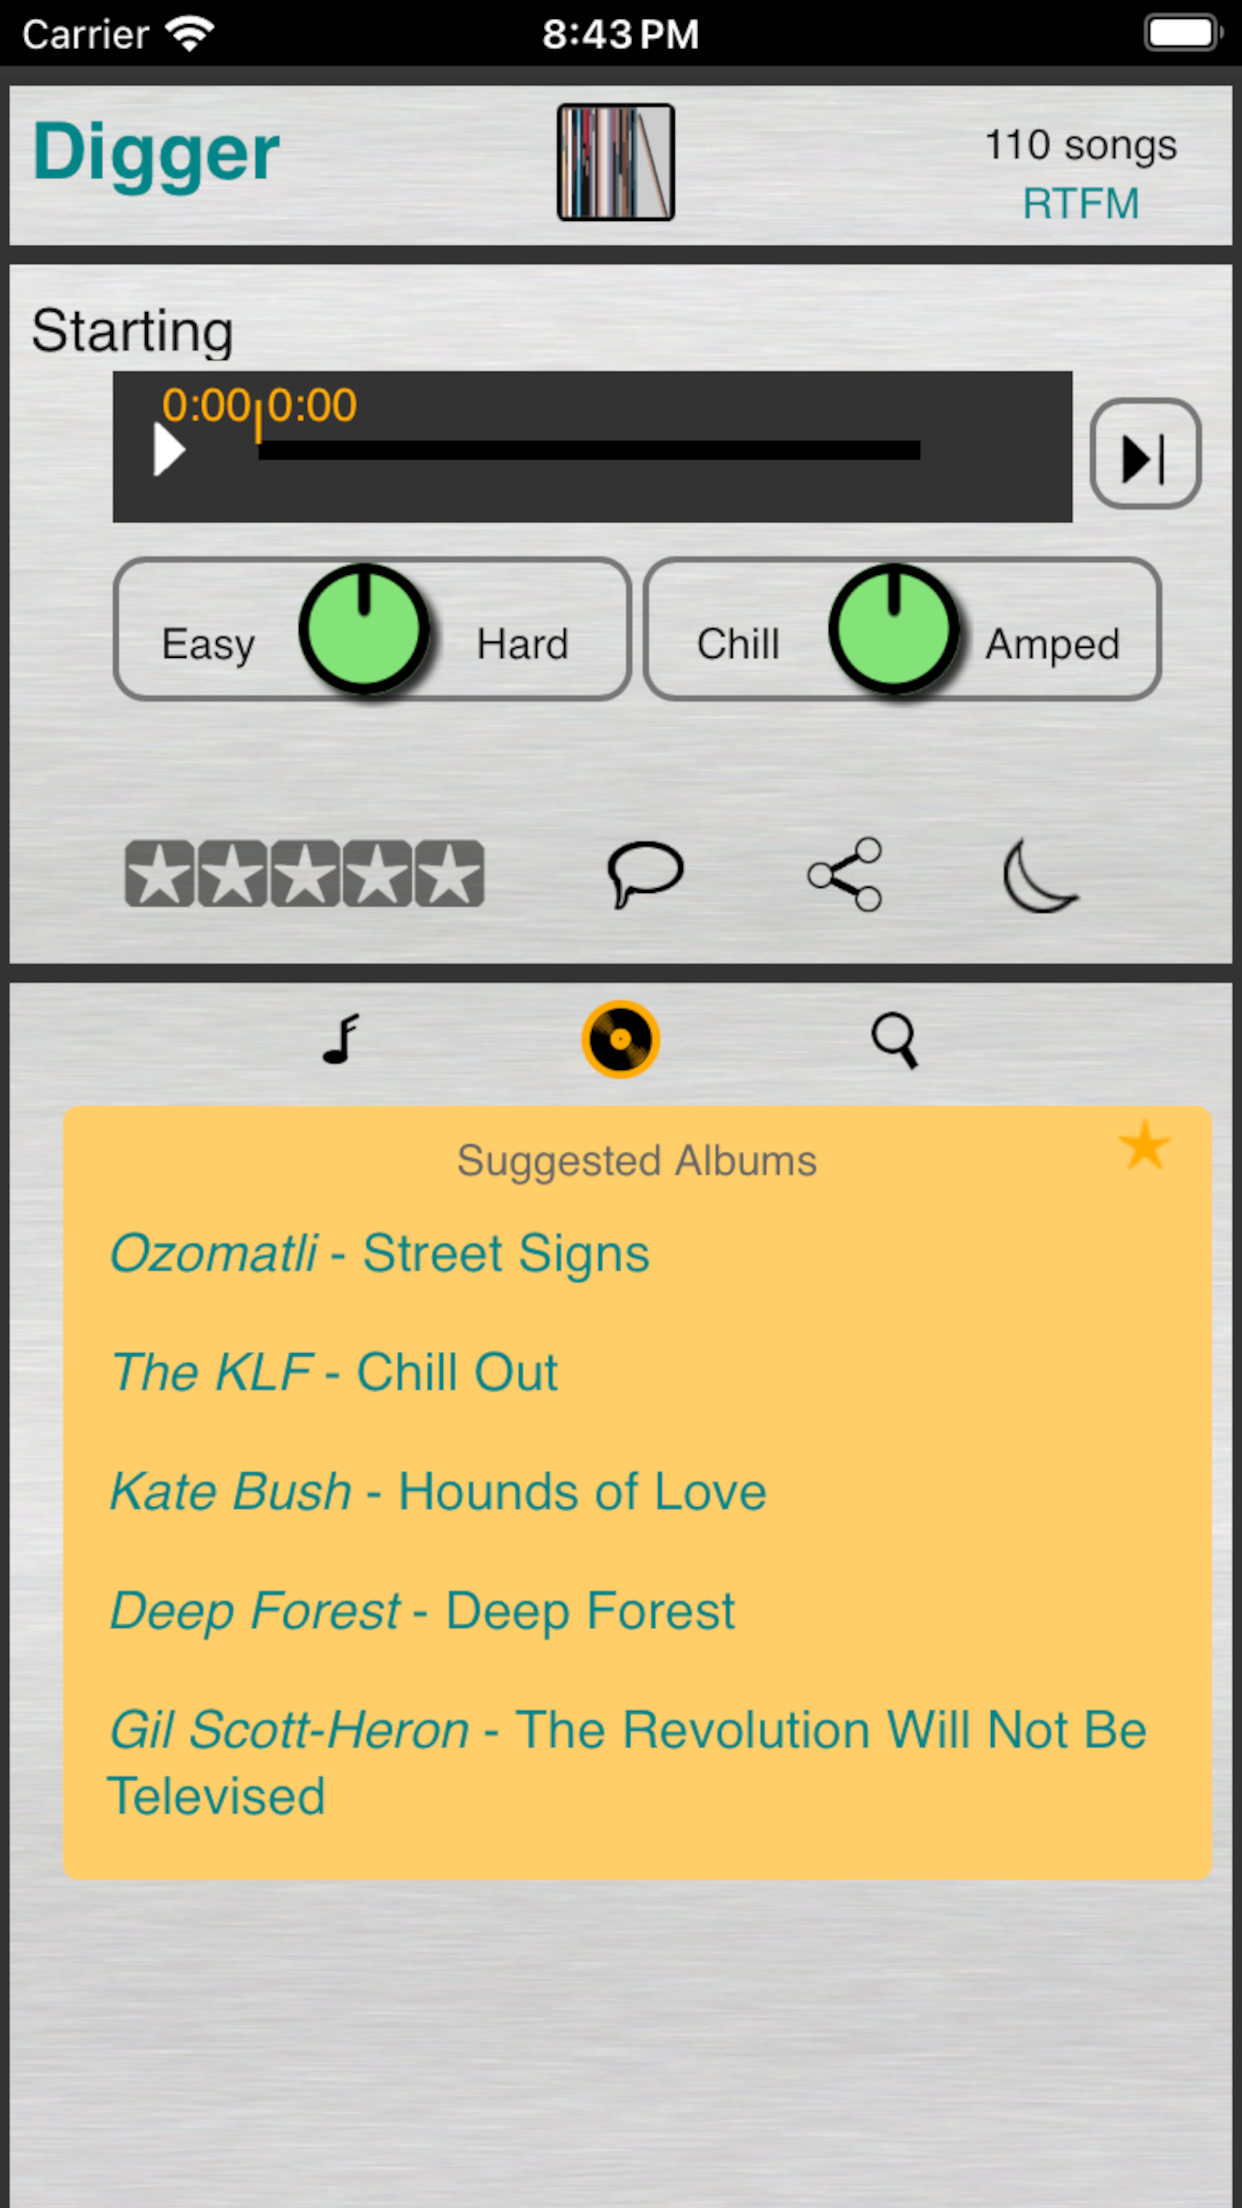 Carrier 8:43 PM
Digger
110 songs
RTFM
Starting
0:00 0:00
Easy Hard Chill Amped
Suggested Albums
Ozomatli - Street Signs
The KLF - Chill Out
Kate Bush - Hounds of Love
Deep Forest - Deep Forest
Gil Scott-Heron - The Revolution Will Not Be
Televised